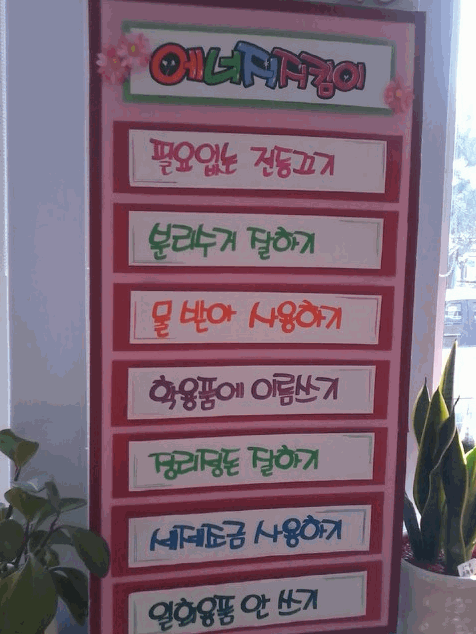 에너지지킴이
필요없는 전등끄기
분리수거 잘하기
물 받아 사용하기
학용품에 이름쓰기
정리정돈 잘하기
세제조금 사용하기
일회용품 안 쓰기